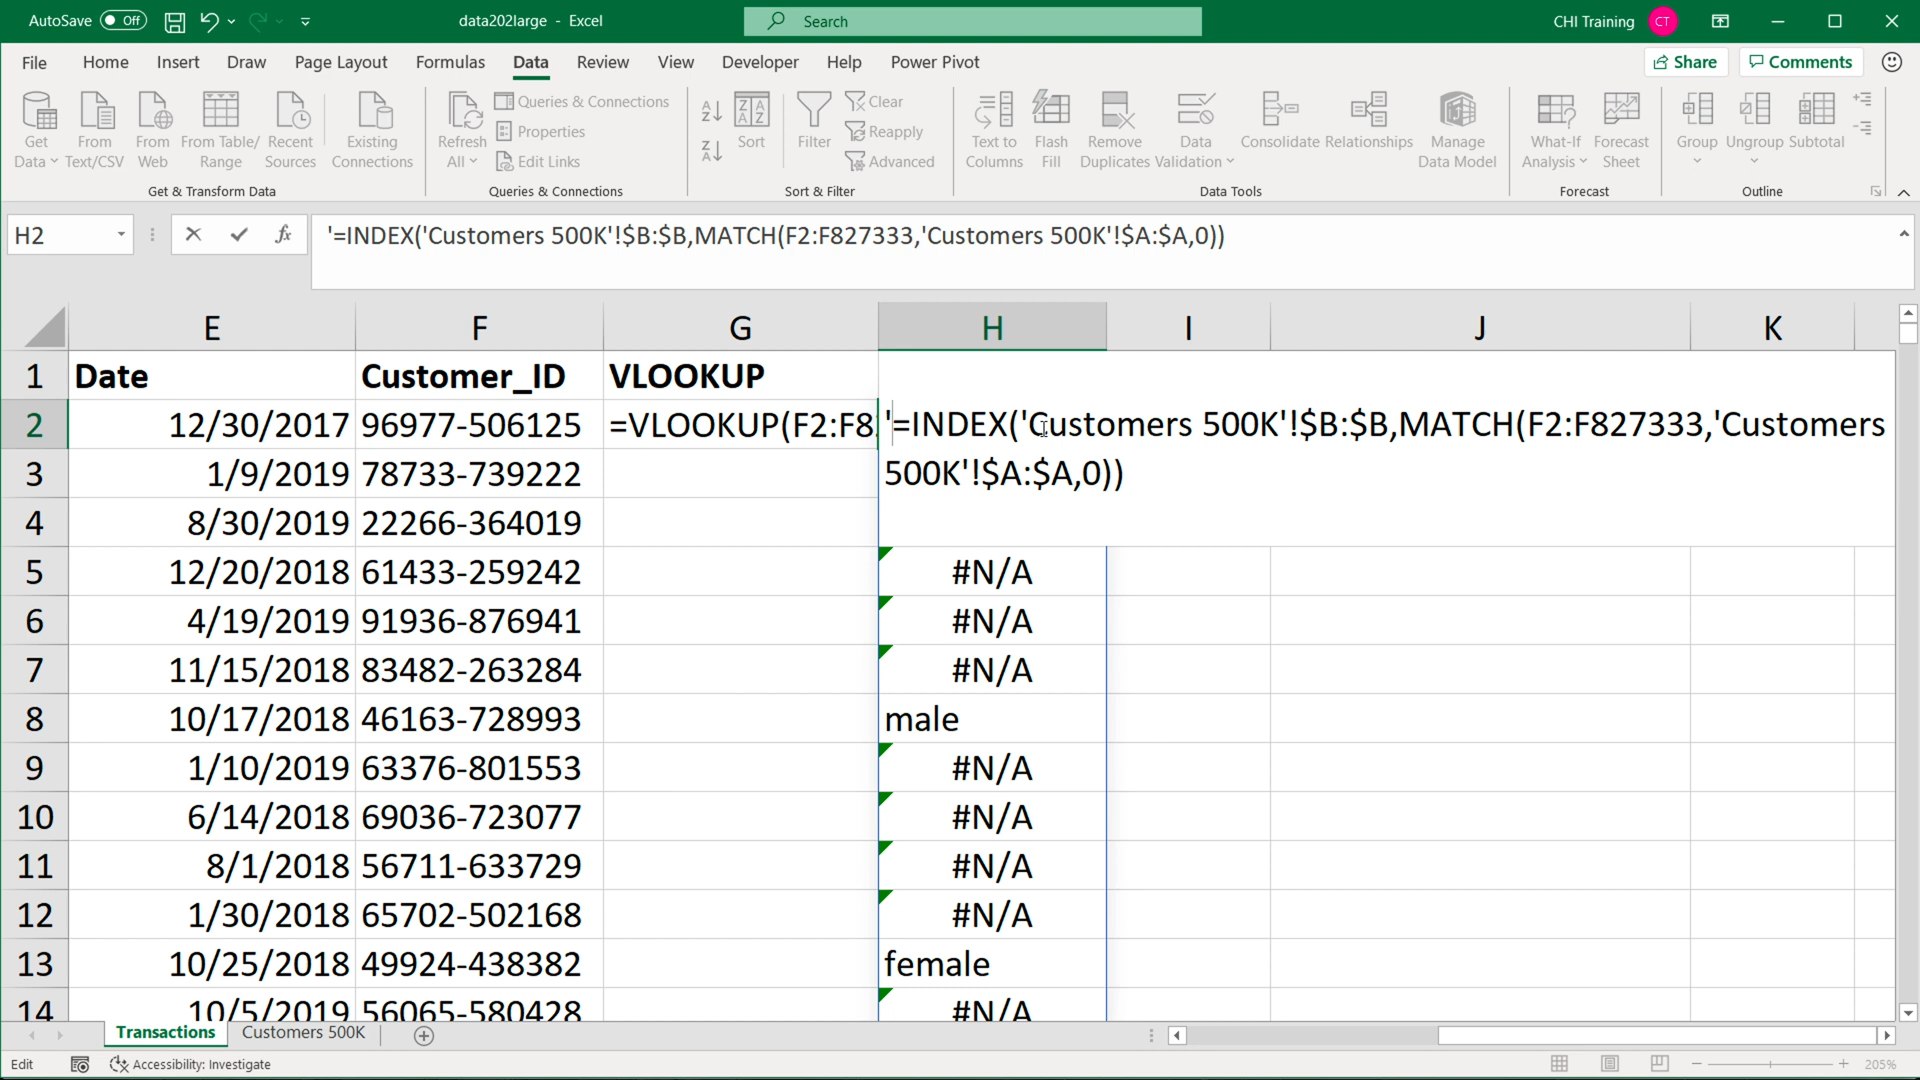 AutoSave Off data202large - Excel Search CHI Training CT
File Home Insert Draw Page Layout Formulas Data Review View Developer Help Power Pivot Share Comments
Get Data From Text/CSV From Web From Table/ Range Recent Sources Existing Connections
Get & Transform Data
Refresh All Queries & Connections Properties Edit Links
Queries & Connections
Sort Filter Clear Reapply Advanced
Sort & Filter
Text to Columns Flash Fill Remove Duplicates Data Validation Consolidate Relationships Manage Data Model
Data Tools
What-If Analysis Forecast Sheet
Forecast
Group Ungroup Subtotal
Outline
H2 fx '=INDEX('Customers 500K'!$B:$B,MATCH(F2:F827333,'Customers 500K'!$A:$A,0))
E F G H I J K
1 Date Customer_ID VLOOKUP
2 12/30/2017 96977-506125 =VLOOKUP(F2:F82 '=INDEX('Customers 500K'!$B:$B,MATCH(F2:F827333,'Customers
3 1/9/2019 78733-739222 500K'!$A:$A,0))
4 8/30/2019 22266-364019
5 12/20/2018 61433-259242 #N/A
6 4/19/2019 91936-876941 #N/A
7 11/15/2018 83482-263284 #N/A
8 10/17/2018 46163-728993 male
9 1/10/2019 63376-801553 #N/A
10 6/14/2018 69036-723077 #N/A
11 8/1/2018 56711-633729 #N/A
12 1/30/2018 65702-502168 #N/A
13 10/25/2018 49924-438382 female
14 10/5/2019 56065-580428 #N/A
Transactions Customers 500K
Edit Accessibility: Investigate 205%